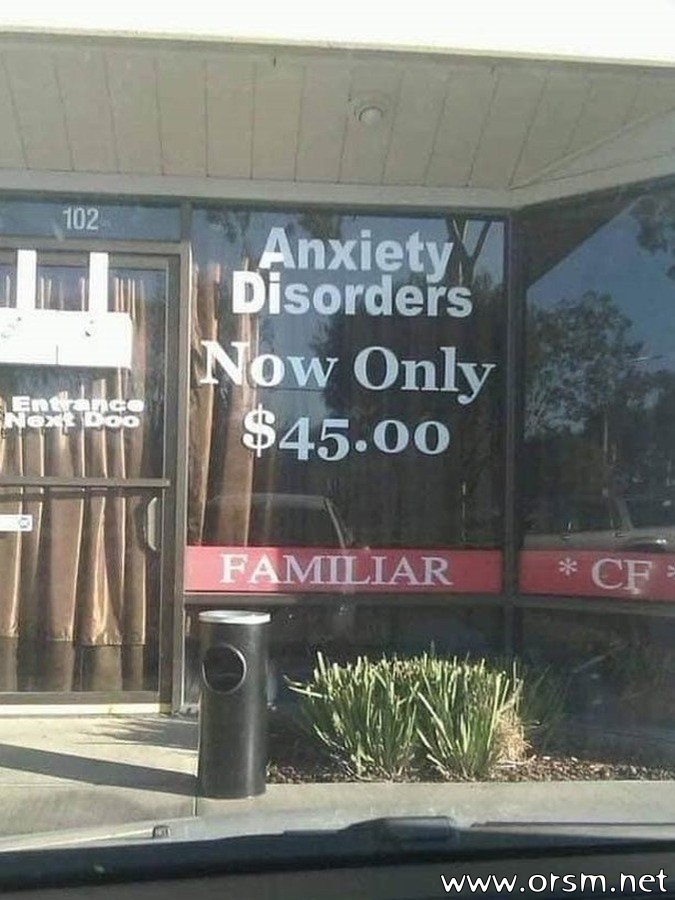 102
Anxiety
Disorders
Now Only
$45.00
Entrance
Next Doo
FAMILIAR
* CF *
www.orsm.net